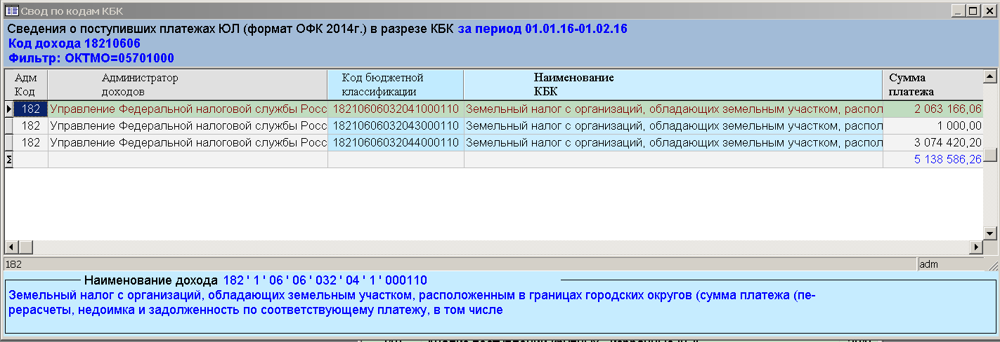 Свод по кодам КБК
Сведения о поступивших платежах ЮЛ (формат ОФК 2014г.) в разрезе КБК за период 01.01.16-01.02.16
Код дохода 18210606
Фильтр: ОКТМО=05701000
Адм Администратор Код бюджетной Наименование Сумма
Код доходов классификации КБК платежа
182 Управление Федеральной налоговой службы Росс 18210606032041000110 Земельный налог с организаций, обладающих земельным участком, распол 2 063 166,06
182 Управление Федеральной налоговой службы Росс 18210606032043000110 Земельный налог с организаций, обладающих земельным участком, распол 1 000,00
182 Управление Федеральной налоговой службы Росс 18210606032044000110 Земельный налог с организаций, обладающих земельным участком, распол 3 074 420,20
Σ 5 138 586,26
182 adm
Наименование дохода 182 ' 1 ' 06 ' 06 ' 032 ' 04 ' 1 ' 000110
Земельный налог с организаций, обладающих земельным участком, расположенным в границах городских округов (сумма платежа (пе-
рерасчеты, недоимка и задолженность по соответствующему платежу, в том числе